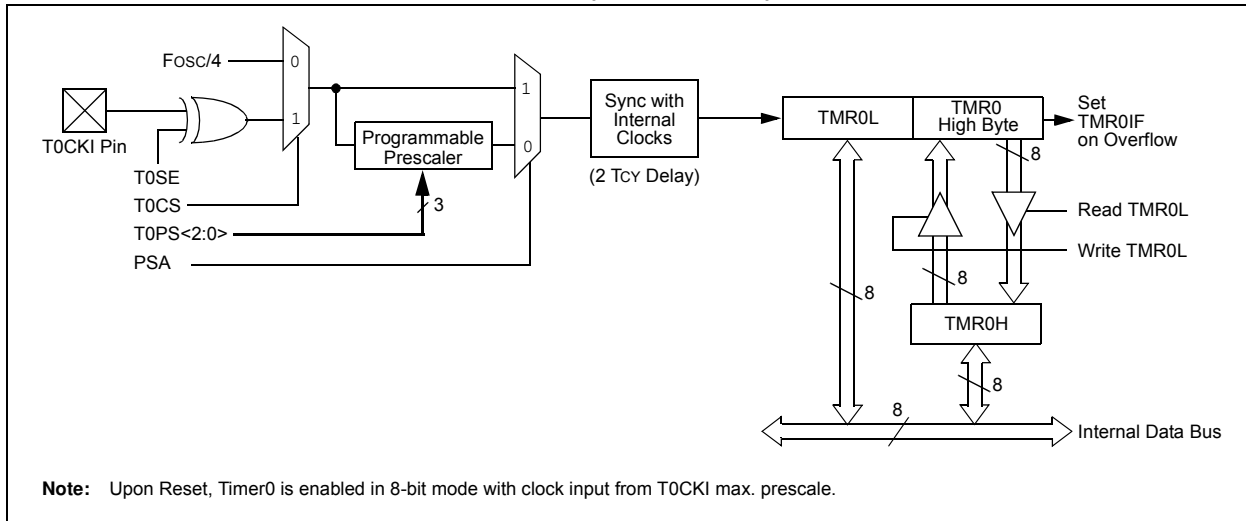 FOSC/4
0
1
T0CKI Pin
T0SE
T0CS
T0PS<2:0>
PSA
Programmable
Prescaler
3
1
0
Sync with
Internal
Clocks
(2 TCY Delay)
TMR0L
TMR0
High Byte
Set
TMR0IF
on Overflow
8
Read TMR0L
Write TMR0L
8
8
TMR0H
8
8
Internal Data Bus
Note: Upon Reset, Timer0 is enabled in 8-bit mode with clock input from T0CKI max. prescale.